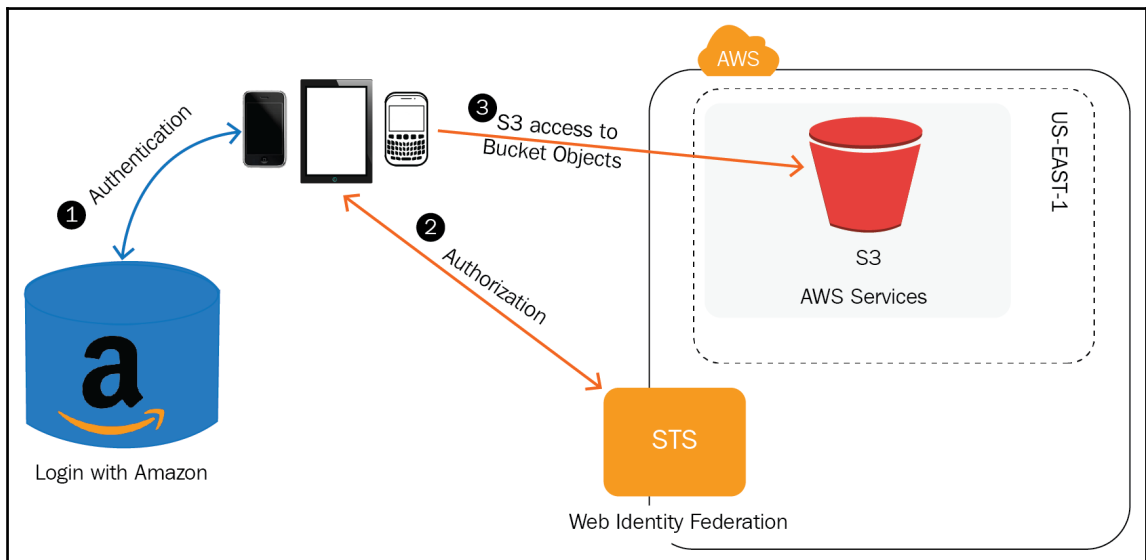 AWS
US-EAST-1
1 Authentication
3 S3 access to
Bucket Objects
2 Authorization
S3
AWS Services
a
Login with Amazon
STS
Web Identity Federation